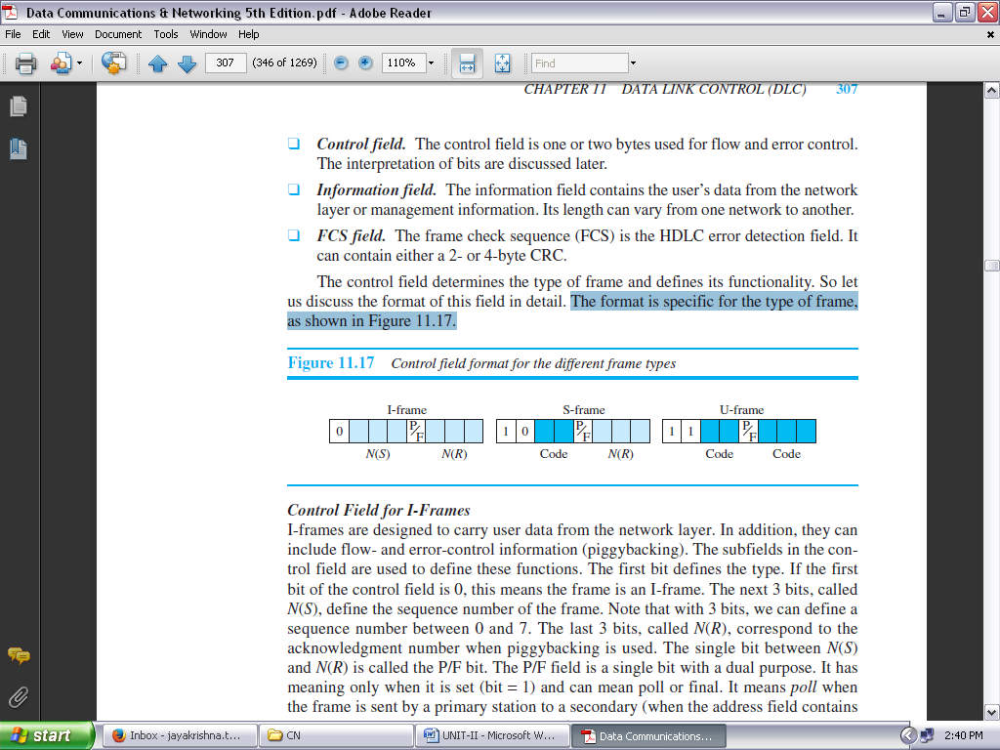 Data Communications & Networking 5th Edition.pdf - Adobe Reader
File Edit View Document Tools Window Help
307 (346 of 1269) 110% Find
CHAPTER 11 DATA LINK CONTROL (DLC) 307
❑ Control field. The control field is one or two bytes used for flow and error control.
The interpretation of bits are discussed later.
❑ Information field. The information field contains the user’s data from the network
layer or management information. Its length can vary from one network to another.
❑ FCS field. The frame check sequence (FCS) is the HDLC error detection field. It
can contain either a 2- or 4-byte CRC.
The control field determines the type of frame and defines its functionality. So let
us discuss the format of this field in detail. The format is specific for the type of frame,
as shown in Figure 11.17.
Figure 11.17 Control field format for the different frame types
I-frame S-frame U-frame
0 P/F 1 0 P/F 1 1 P/F
N(S) N(R) Code N(R) Code Code
Control Field for I-Frames
I-frames are designed to carry user data from the network layer. In addition, they can
include flow- and error-control information (piggybacking). The subfields in the con-
trol field are used to define these functions. The first bit defines the type. If the first
bit of the control field is 0, this means the frame is an I-frame. The next 3 bits, called
N(S), define the sequence number of the frame. Note that with 3 bits, we can define a
sequence number between 0 and 7. The last 3 bits, called N(R), correspond to the
acknowledgment number when piggybacking is used. The single bit between N(S)
and N(R) is called the P/F bit. The P/F field is a single bit with a dual purpose. It has
meaning only when it is set (bit = 1) and can mean poll or final. It means poll when
the frame is sent by a primary station to a secondary (when the address field contains
start Inbox - jayakrishna.t... CN UNIT-II - Microsoft W... Data Communications... 2:40 PM